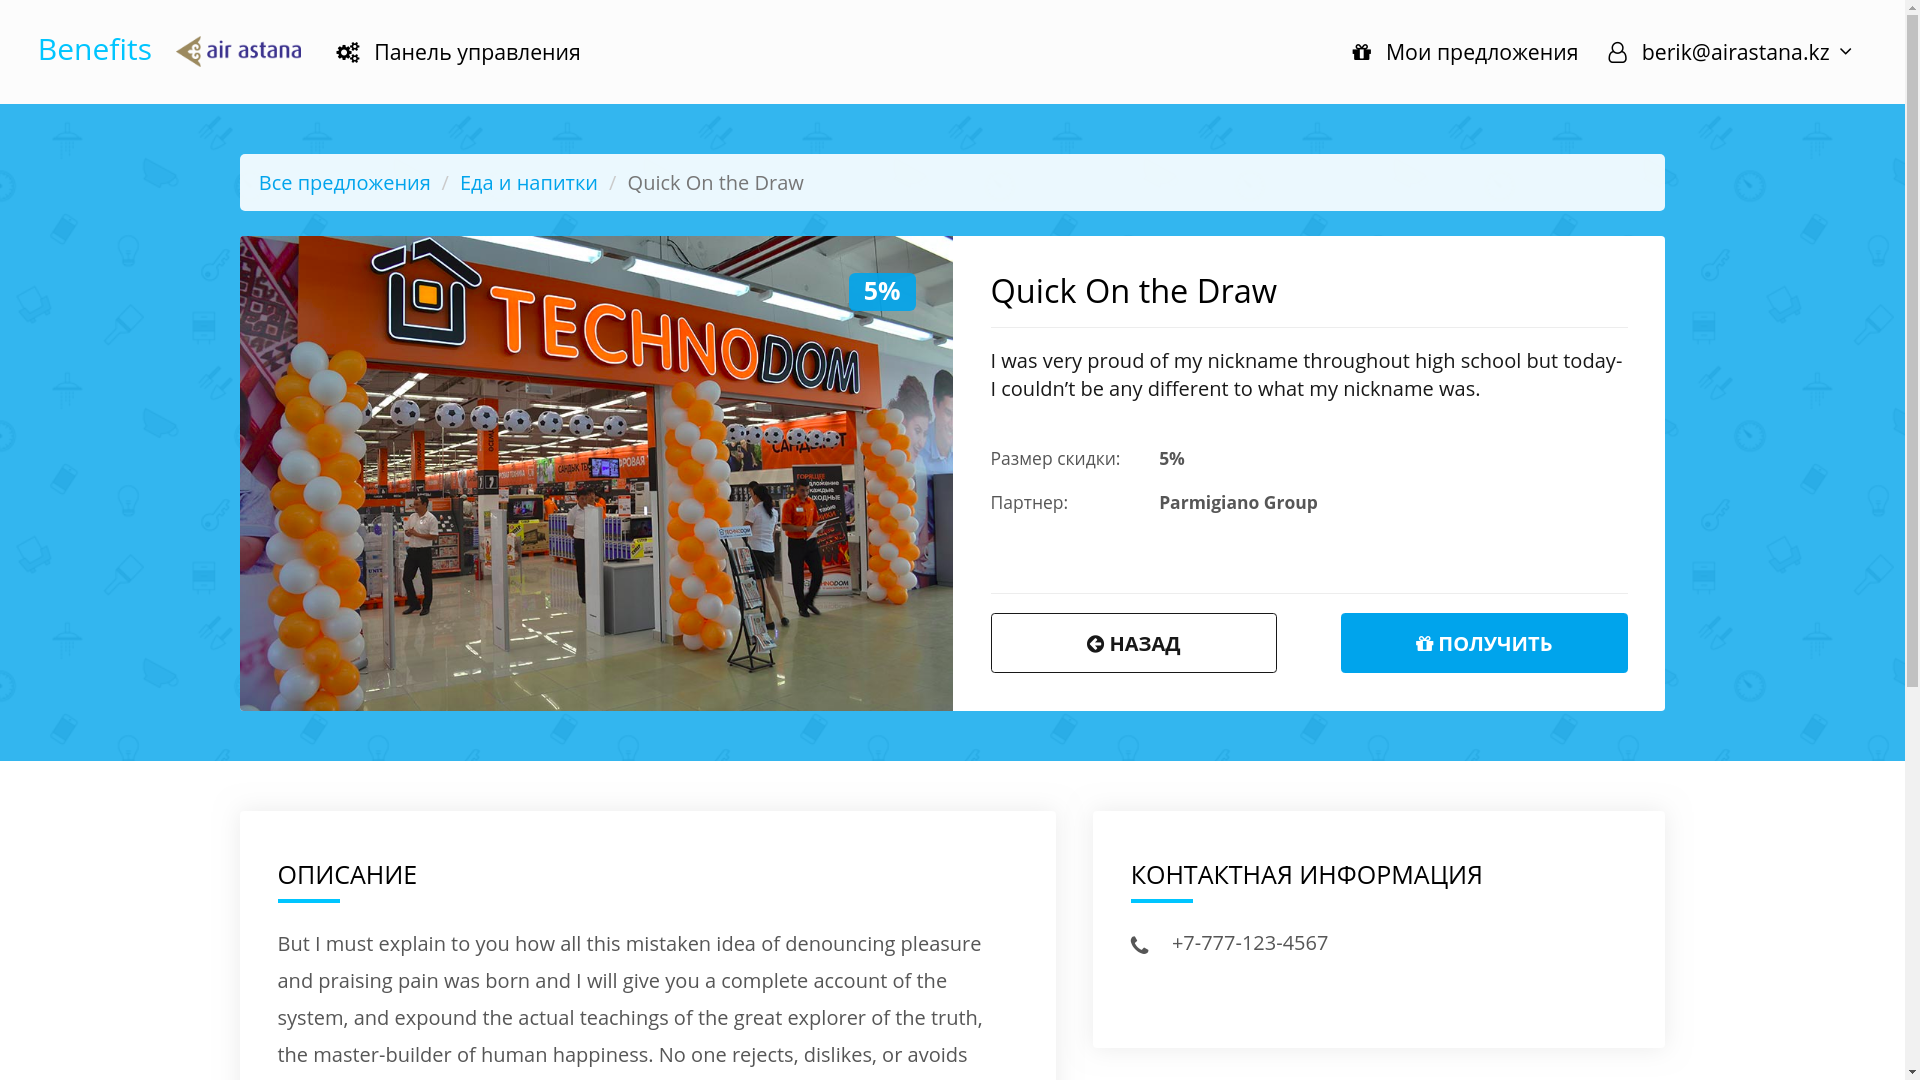 Benefits
air astana
Панель управления
Мои предложения
berik@airastana.kz
Все предложения / Еда и напитки / Quick On the Draw
5%
TECHNODOM
Quick On the Draw
I was very proud of my nickname throughout high school but today-
I couldn’t be any different to what my nickname was.
Размер скидки: 5%
Партнер: Parmigiano Group
НАЗАД
ПОЛУЧИТЬ
ОПИСАНИЕ
But I must explain to you how all this mistaken idea of denouncing pleasure
and praising pain was born and I will give you a complete account of the
system, and expound the actual teachings of the great explorer of the truth,
the master-builder of human happiness. No one rejects, dislikes, or avoids
КОНТАКТНАЯ ИНФОРМАЦИЯ
+7-777-123-4567